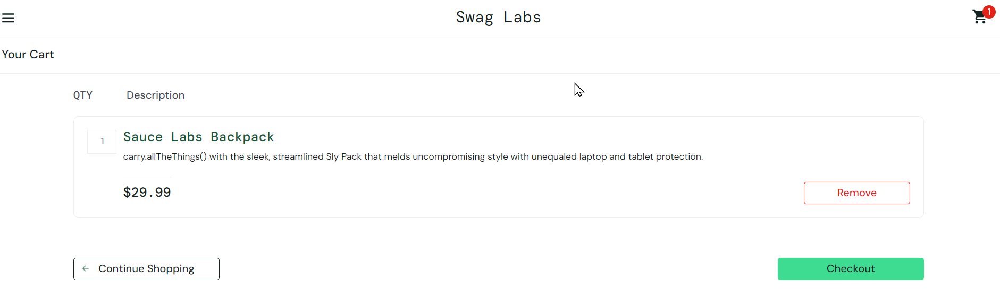 Swag Labs
1
Your Cart
QTY Description
1
Sauce Labs Backpack
carry.allTheThings() with the sleek, streamlined Sly Pack that melds uncompromising style with unequaled laptop and tablet protection.
$29.99
Remove
Continue Shopping
Checkout